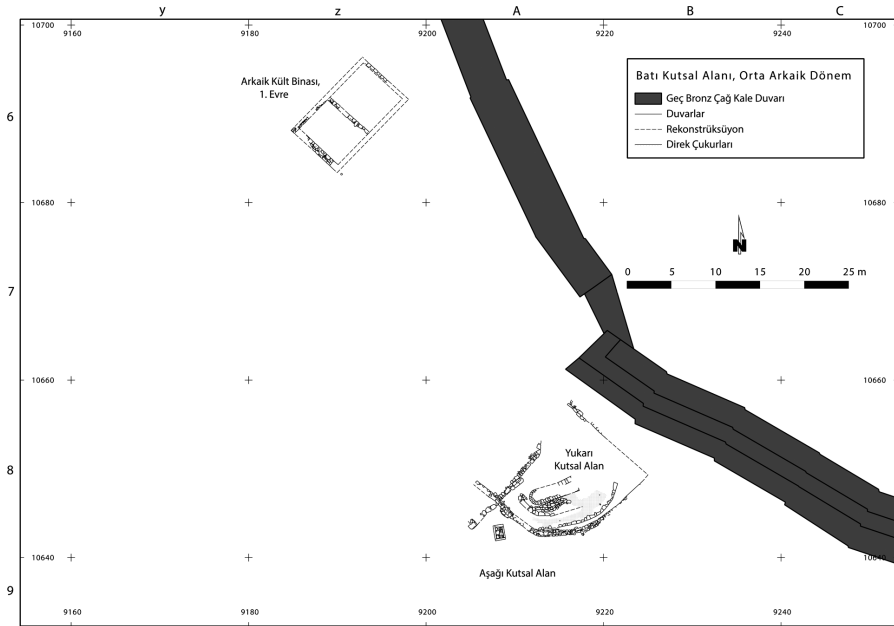 y z A B C
10700 10700
9160 9180 9200 9220 9240
Arkaik Kült Binası,
1. Evre
Batı Kutsal Alanı, Orta Arkaik Dönem
Geç Bronz Çağ Kale Duvarı
Duvarlar
Rekonstrüksüyon
Direk Çukurları
6
10680 10680
N
0 5 10 15 20 25 m
7
10660 10660
Yukarı
Kutsal Alan
8
10640 10640
Aşağı Kutsal Alan
9
9160 9180 9200 9220 9240